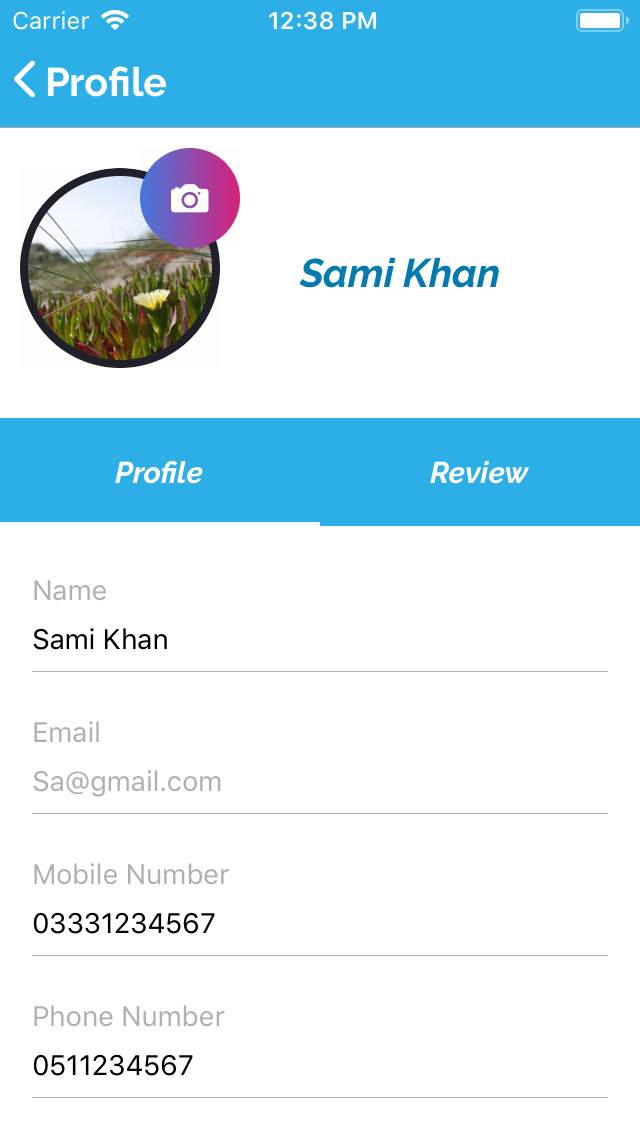 Carrier 12:38 PM
Profile
Sami Khan
Profile Review
Name
Sami Khan
Email
Sa@gmail.com
Mobile Number
03331234567
Phone Number
0511234567